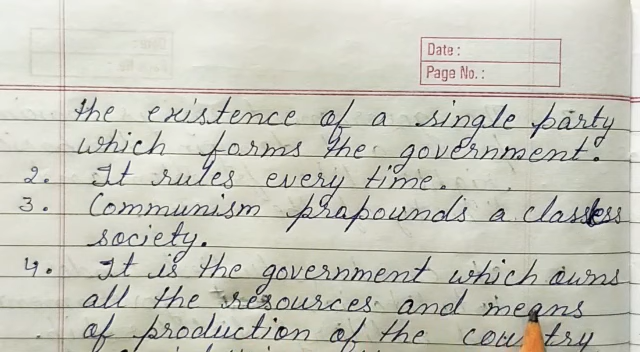 Date :
Page No. :
the existence of a single party
which forms the government.
2. It rules every time.
3. Communism prapounds a classless
society.
4. It is the government which owns
all the resources and means
of production of the country